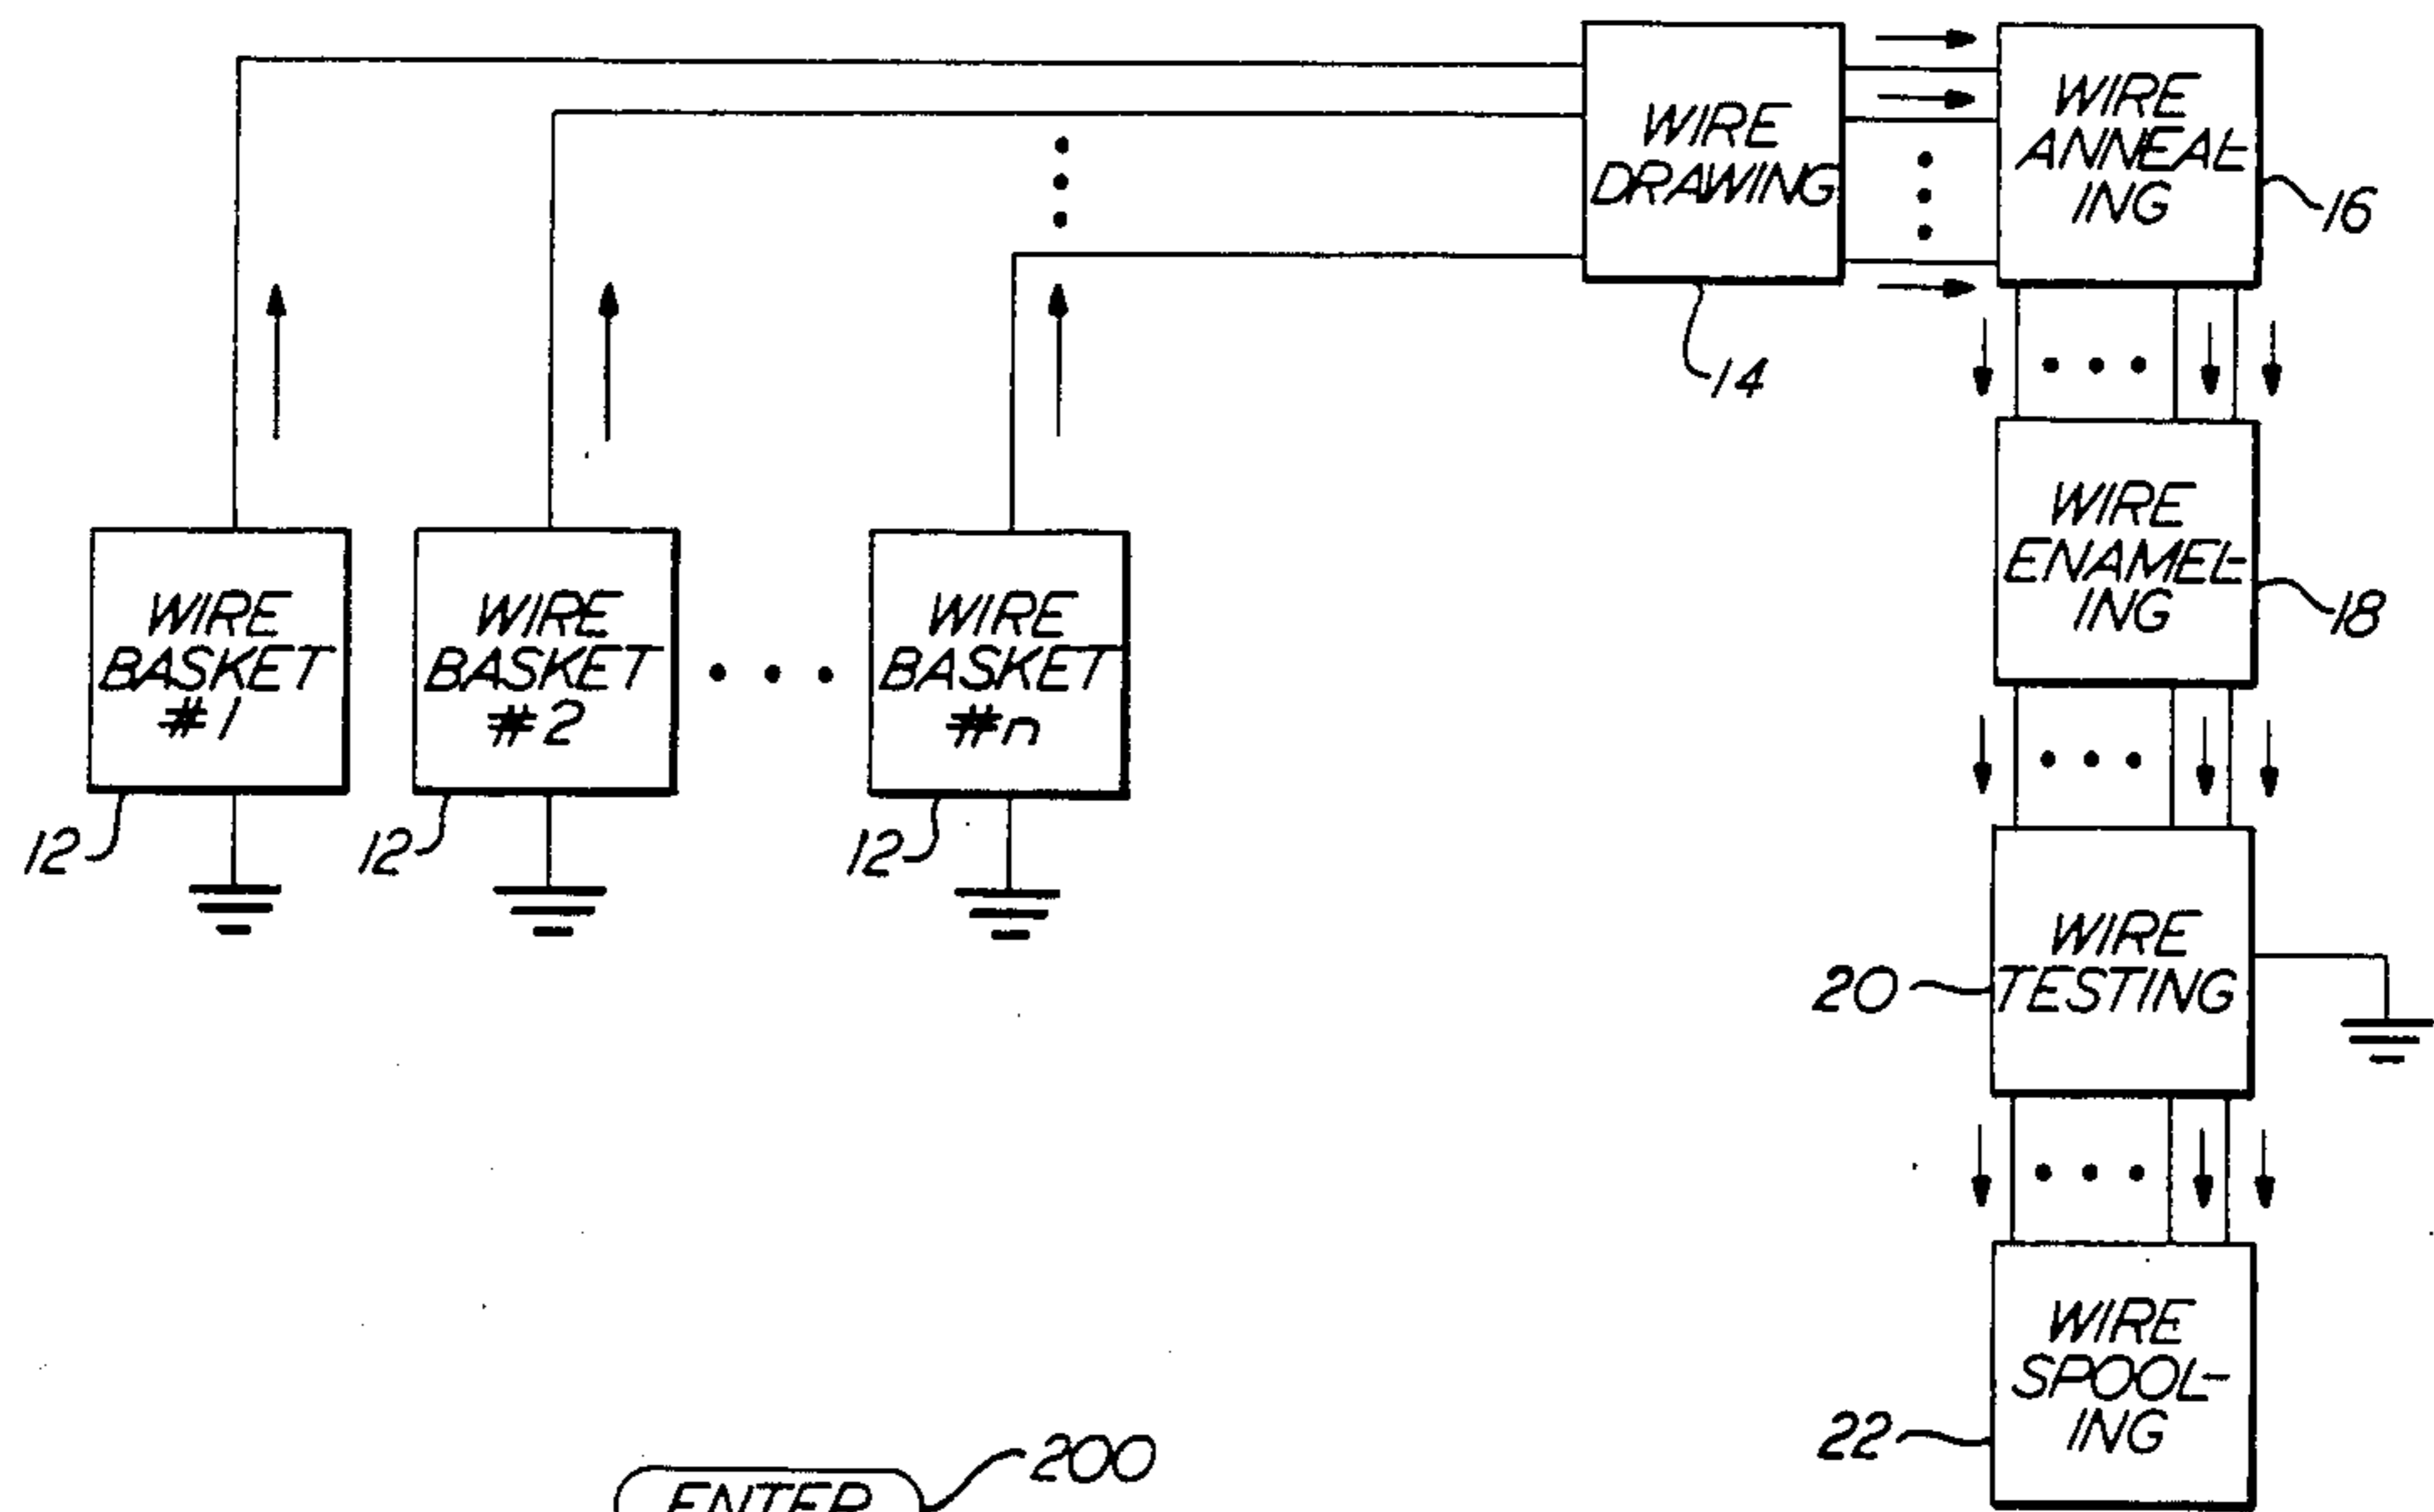 WIRE
DRAWING
14
WIRE
ANNEAL-
ING
16
WIRE
BASKET
#1
12
WIRE
BASKET
#2
12
WIRE
BASKET
#n
12
WIRE
ENAMEL-
ING
18
WIRE
TESTING
20
WIRE
SPOOL-
ING
22
ENTER
200